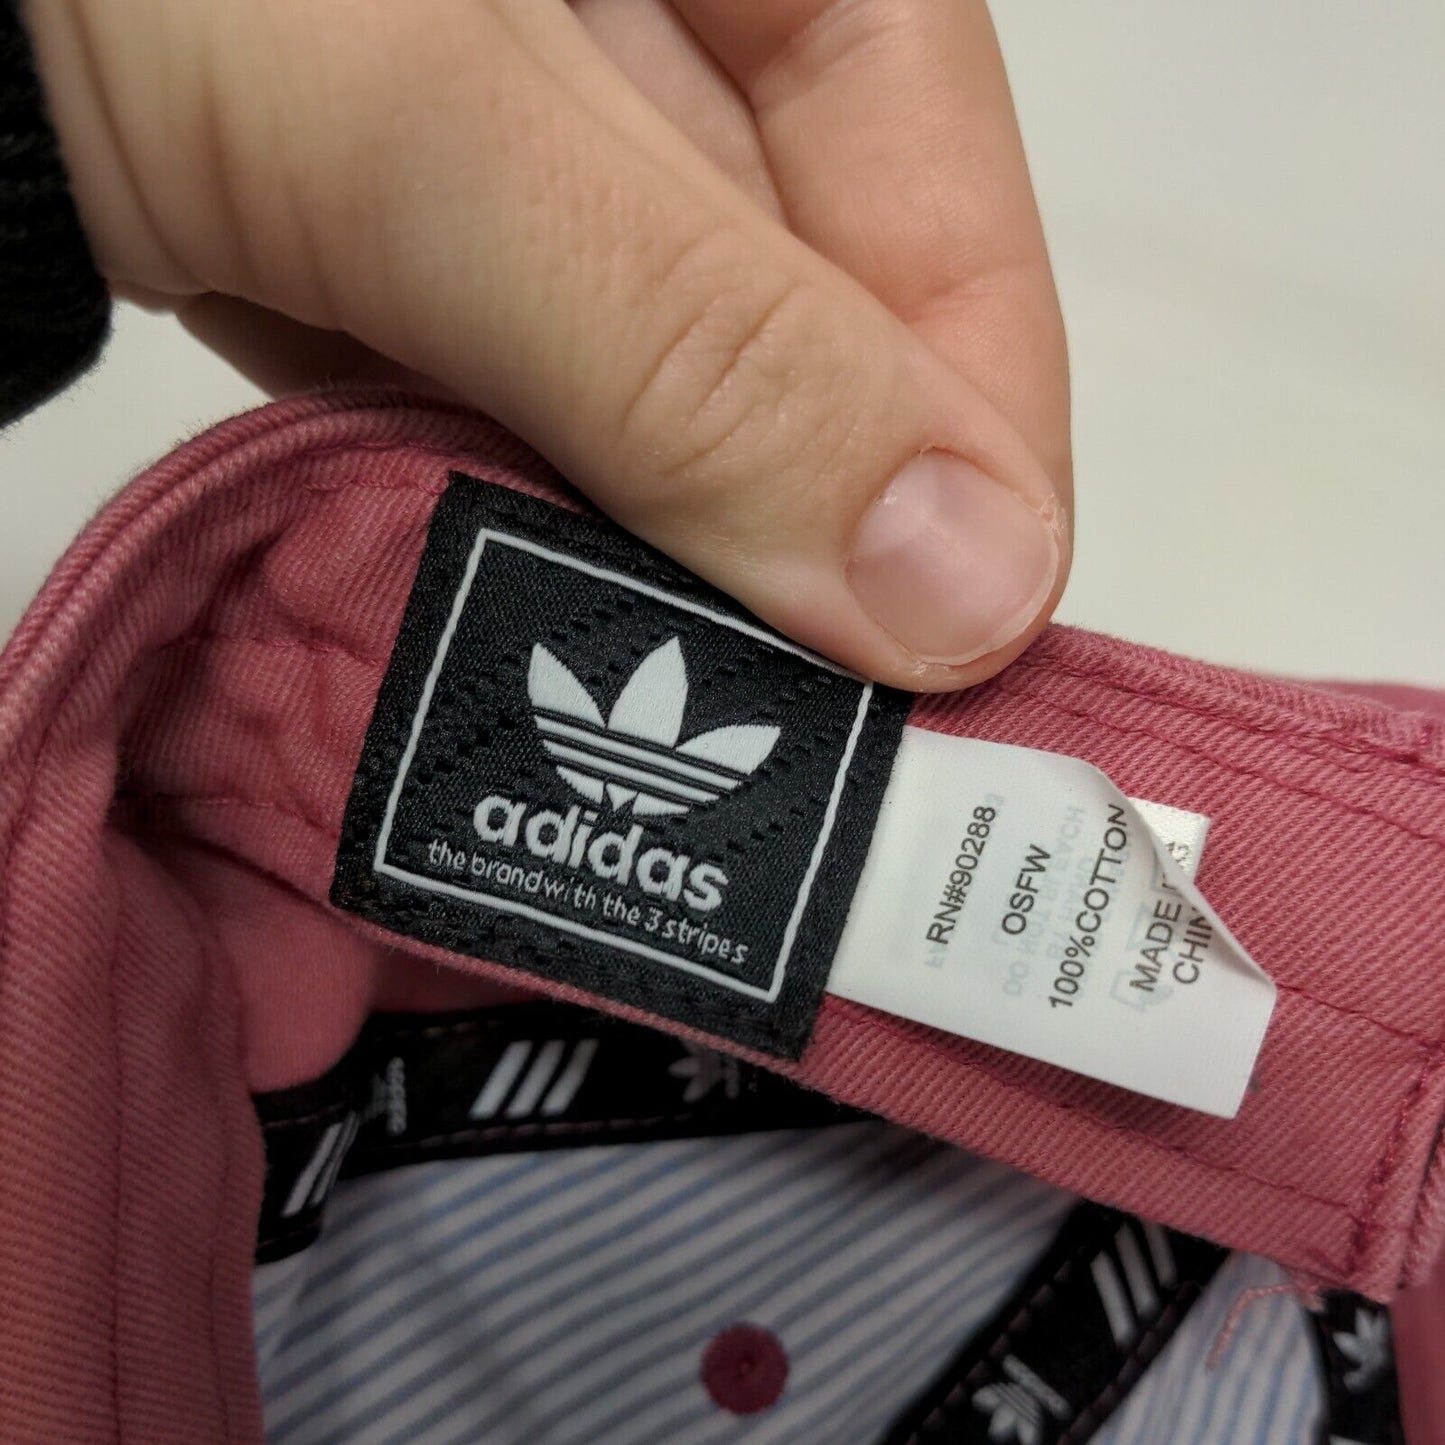 adidas
the brand with the 3 stripes
RN#90288
OSFW
100%COTTON
MADE
CHIN